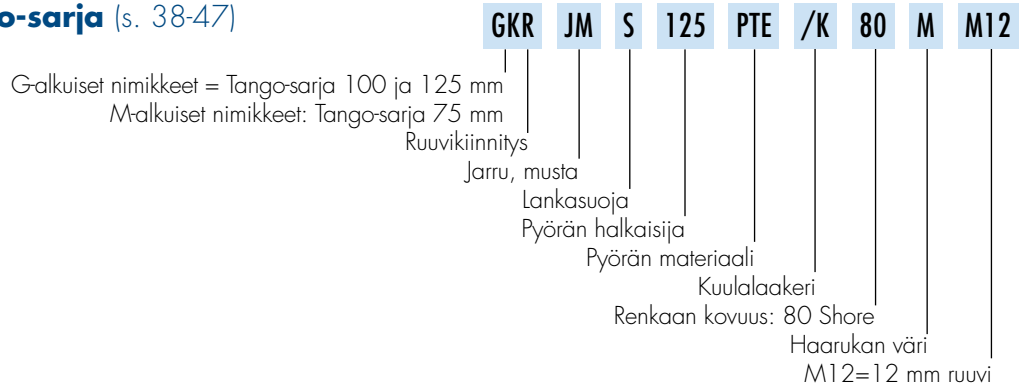 o-sarja (s. 38-47)
GKR JM S 125 PTE /K 80 M M12
G-alkuiset nimikkeet = Tango-sarja 100 ja 125 mm
M-alkuiset nimikkeet: Tango-sarja 75 mm
Ruuvikiinnitys
Jarru, musta
Lankasuoja
Pyörän halkaisija
Pyörän materiaali
Kuulalaakeri
Renkaan kovuus: 80 Shore
Haarukan väri
M12=12 mm ruuvi